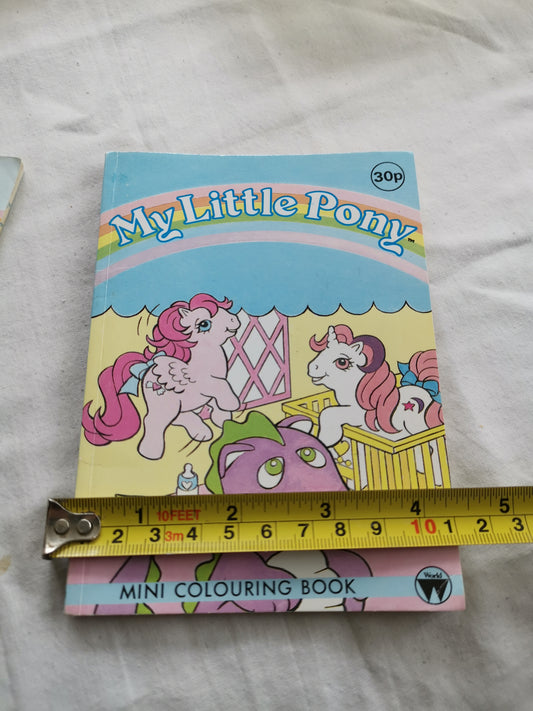 30p
My Little Pony
TM
1 10FEET 2 3 4 5
2 3 3m 4 5 6 7 8 9 10 1 2 3
MINI COLOURING BOOK
World